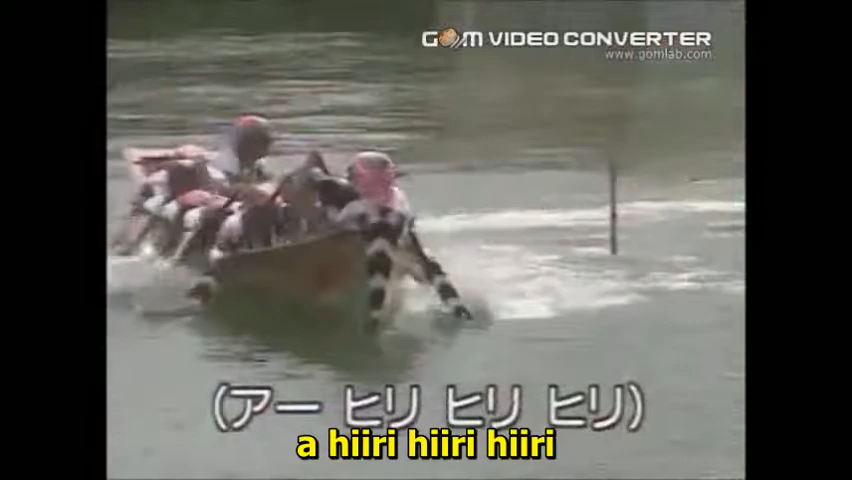 GOM VIDEO CONVERTER
www.gomlab.com
(アー ヒリ ヒリ ヒリ)
a hiiri hiiri hiiri